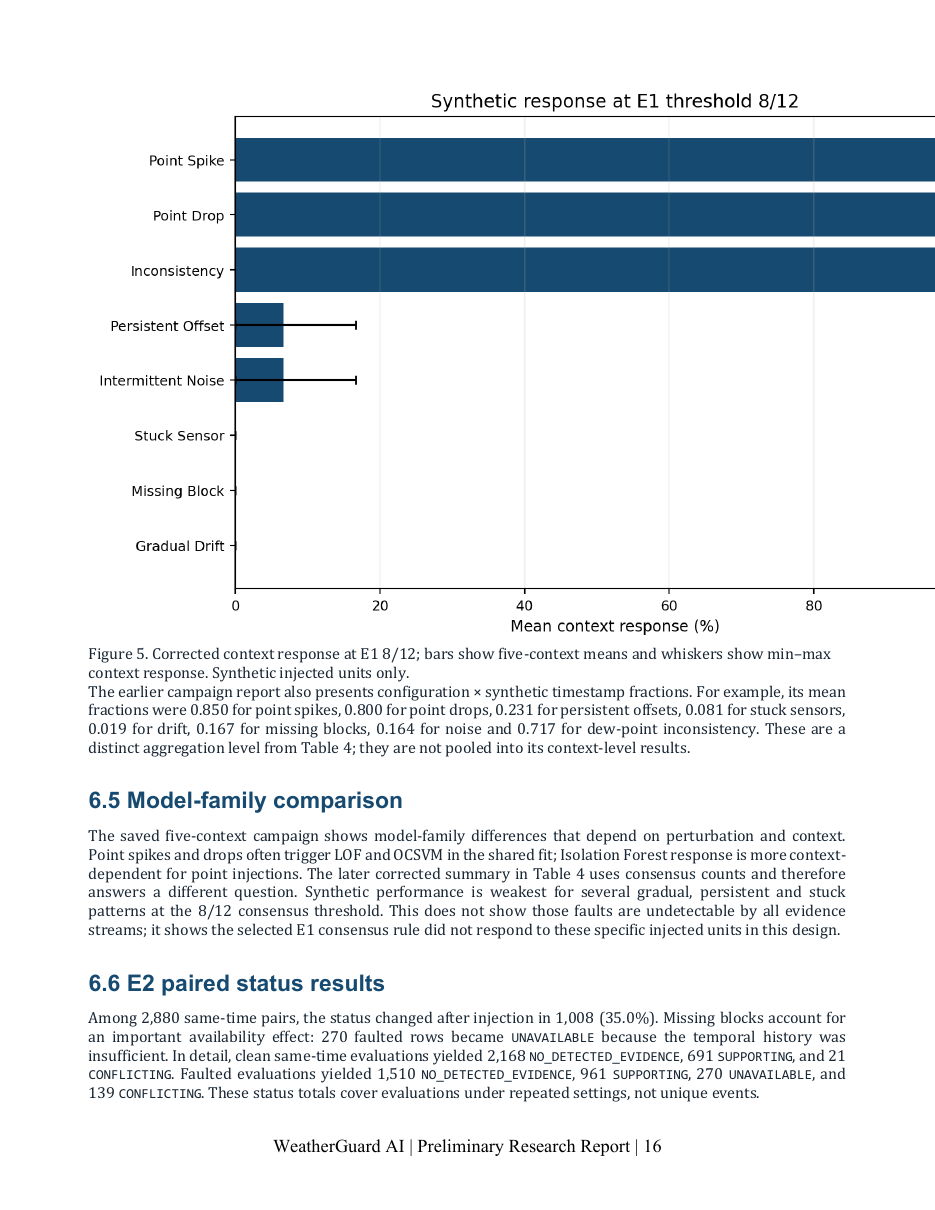 Synthetic response at E1 threshold 8/12
Point Spike
Point Drop
Inconsistency
Persistent Offset
Intermittent Noise
Stuck Sensor
Missing Block
Gradual Drift
0 20 40 60 80
Mean context response (%)
Figure 5. Corrected context response at E1 8/12; bars show five-context means and whiskers show min–max
context response. Synthetic injected units only.
The earlier campaign report also presents configuration × synthetic timestamp fractions. For example, its mean
fractions were 0.850 for point spikes, 0.800 for point drops, 0.231 for persistent offsets, 0.081 for stuck sensors,
0.019 for drift, 0.167 for missing blocks, 0.164 for noise and 0.717 for dew-point inconsistency. These are a
distinct aggregation level from Table 4; they are not pooled into its context-level results.
6.5 Model-family comparison
The saved five-context campaign shows model-family differences that depend on perturbation and context.
Point spikes and drops often trigger LOF and OCSVM in the shared fit; Isolation Forest response is more context-
dependent for point injections. The later corrected summary in Table 4 uses consensus counts and therefore
answers a different question. Synthetic performance is weakest for several gradual, persistent and stuck
patterns at the 8/12 consensus threshold. This does not show those faults are undetectable by all evidence
streams; it shows the selected E1 consensus rule did not respond to these specific injected units in this design.
6.6 E2 paired status results
Among 2,880 same-time pairs, the status changed after injection in 1,008 (35.0%). Missing blocks account for
an important availability effect: 270 faulted rows became UNAVAILABLE because the temporal history was
insufficient. In detail, clean same-time evaluations yielded 2,168 NO_DETECTED_EVIDENCE, 691 SUPPORTING, and 21
CONFLICTING. Faulted evaluations yielded 1,510 NO_DETECTED_EVIDENCE, 961 SUPPORTING, 270 UNAVAILABLE, and
139 CONFLICTING. These status totals cover evaluations under repeated settings, not unique events.
WeatherGuard AI | Preliminary Research Report | 16